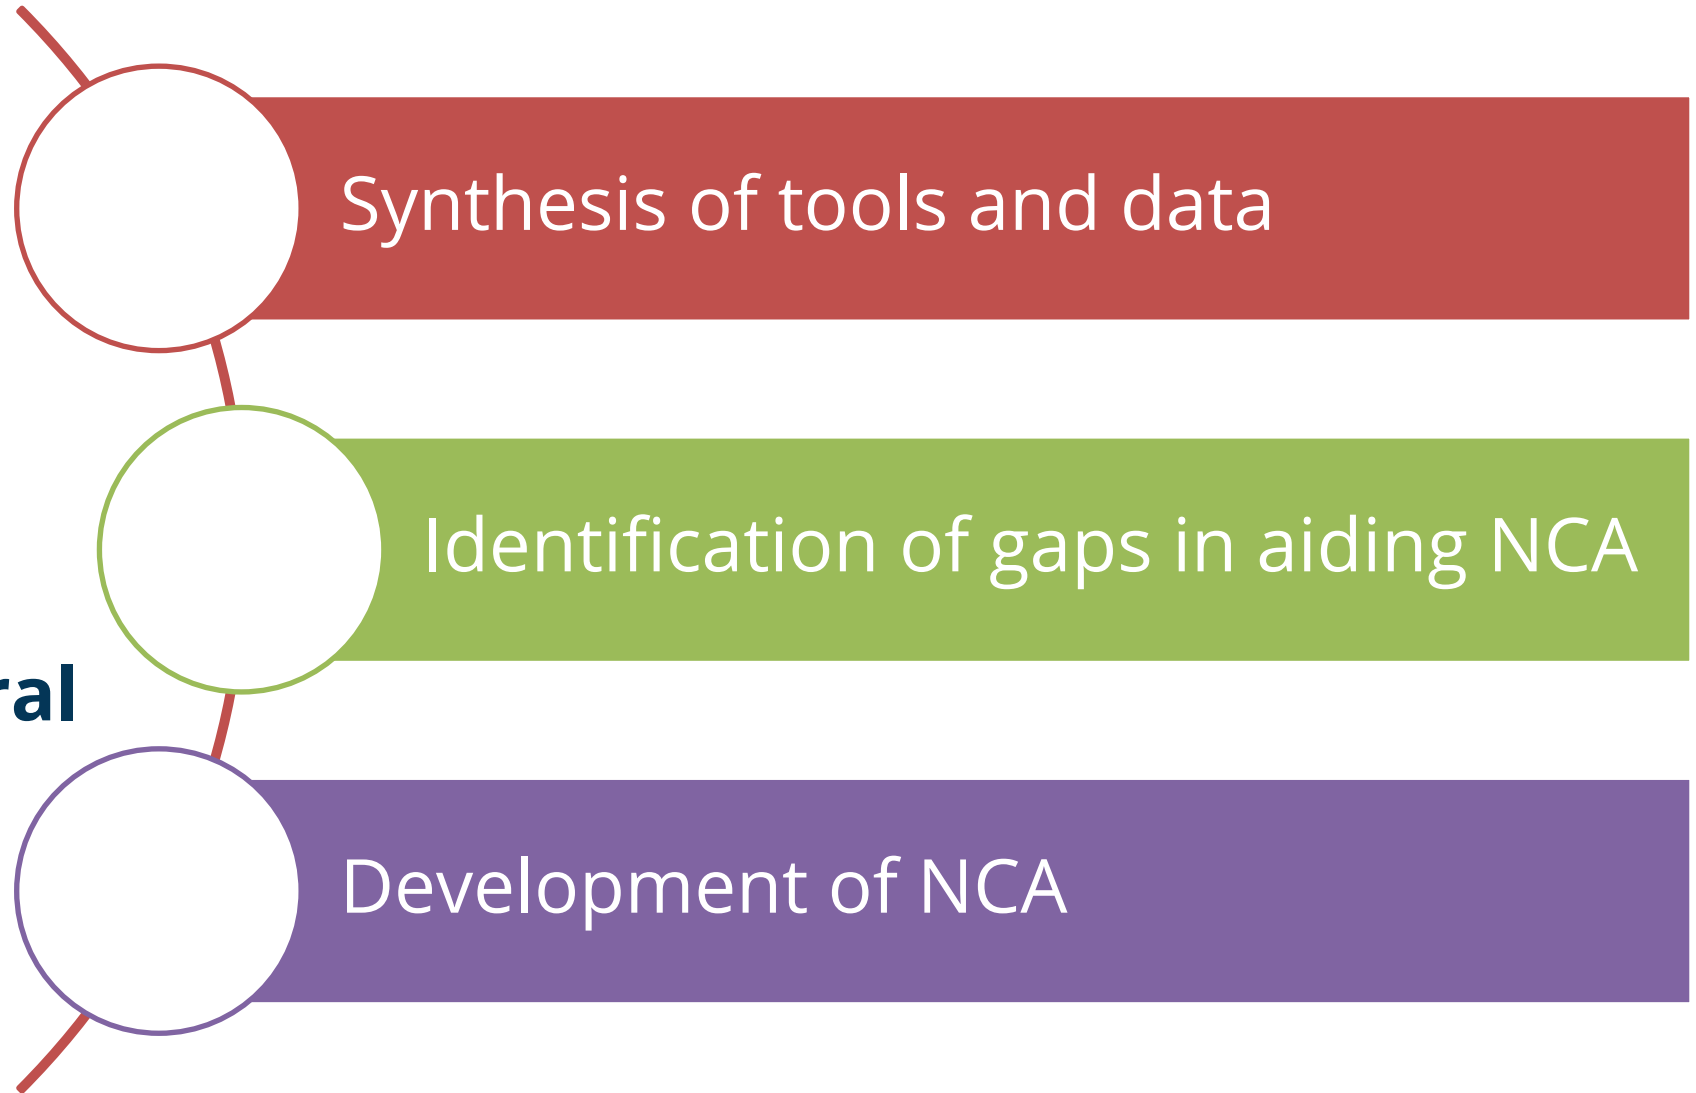 Synthesis of tools and data
Identification of gaps in aiding NCA
ral
Development of NCA